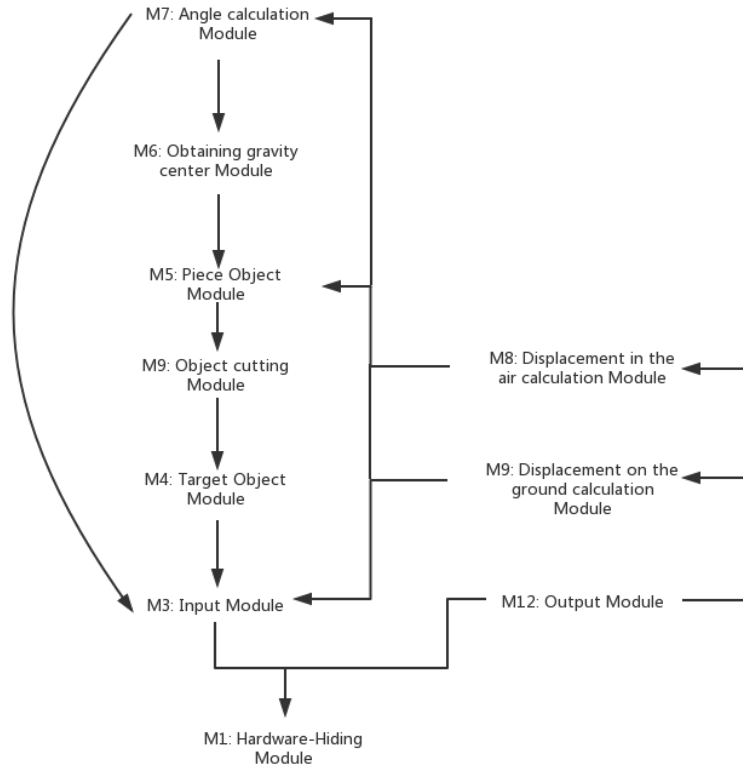 M7: Angle calculation
Module
M6: Obtaining gravity
center Module
M5: Piece Object
Module
M9: Object cutting
Module
M8: Displacement in the
air calculation Module
M4: Target Object
Module
M9: Displacement on the
ground calculation
Module
M3: Input Module
M12: Output Module
M1: Hardware-Hiding
Module